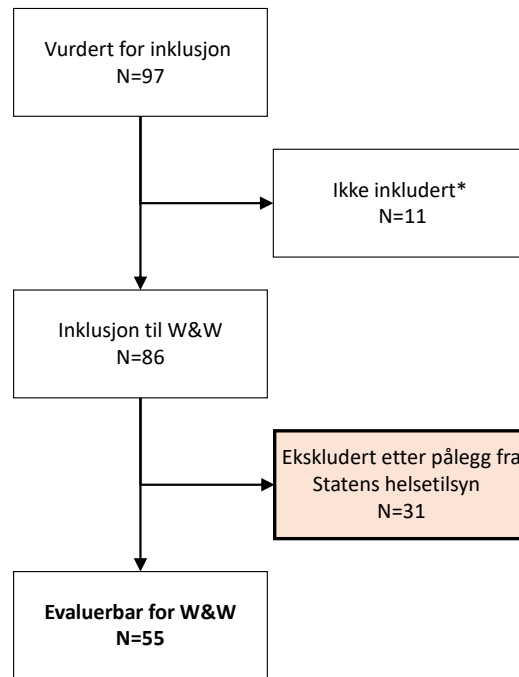 Vurdert for inklusjon
N=97
Ikke inkludert*
N=11
Inklusjon til W&W
N=86
Ekskludert etter pålegg fra
Statens helsetilsyn
N=31
Evaluerbar for W&W
N=55